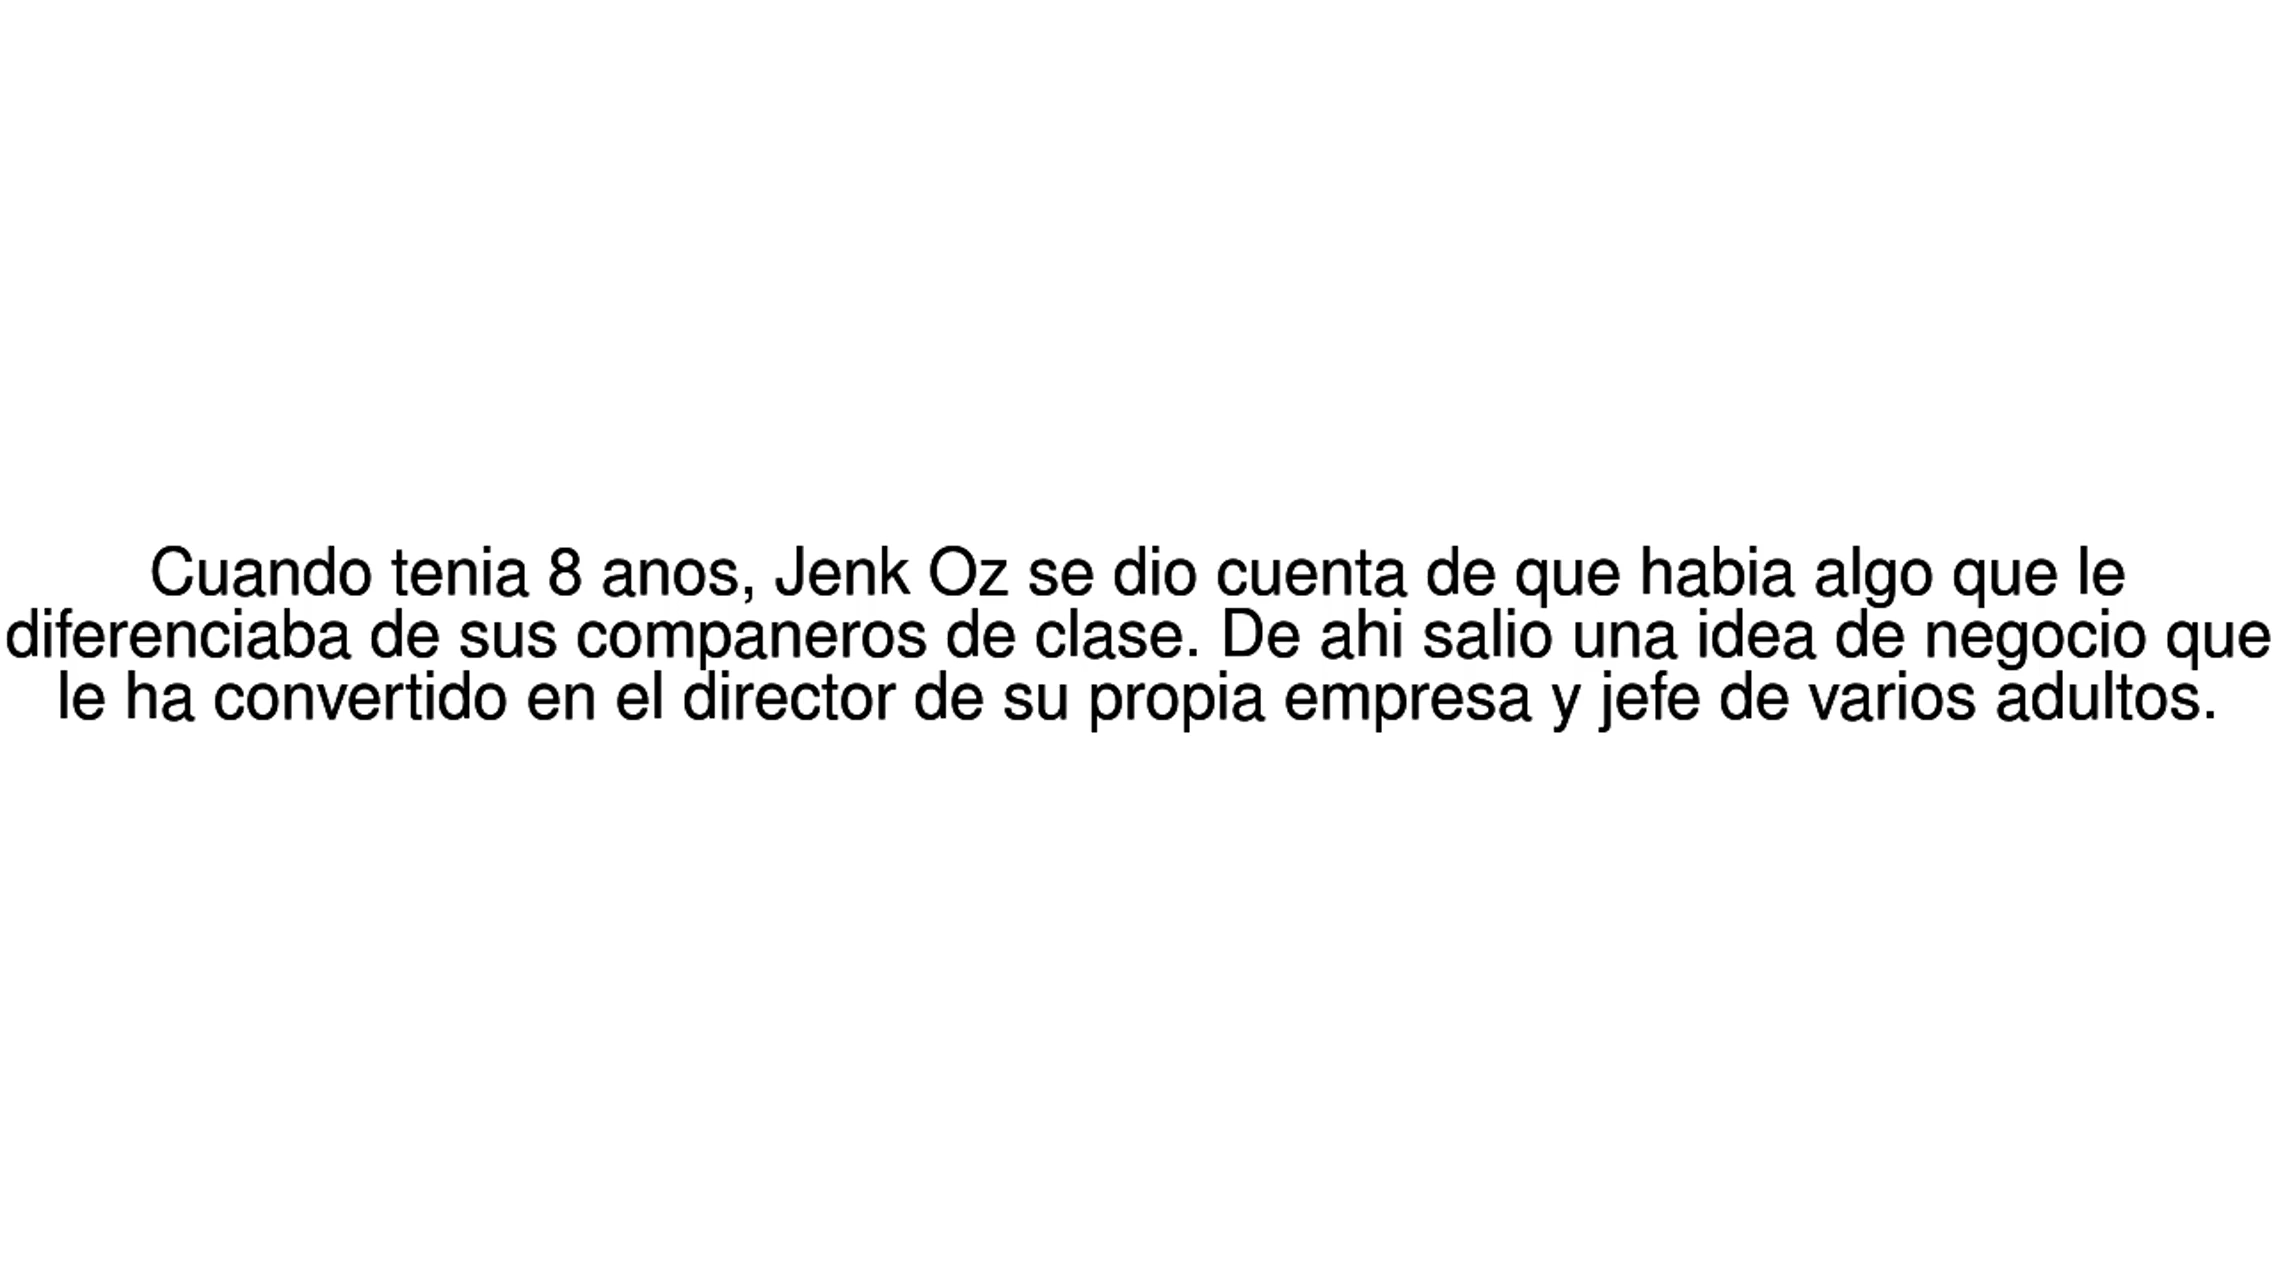 Cuando tenia 8 anos, Jenk Oz se dio cuenta de que habia algo que le
diferenciaba de sus companeros de clase. De ahi salio una idea de negocio que
le ha convertido en el director de su propia empresa y jefe de varios adultos.